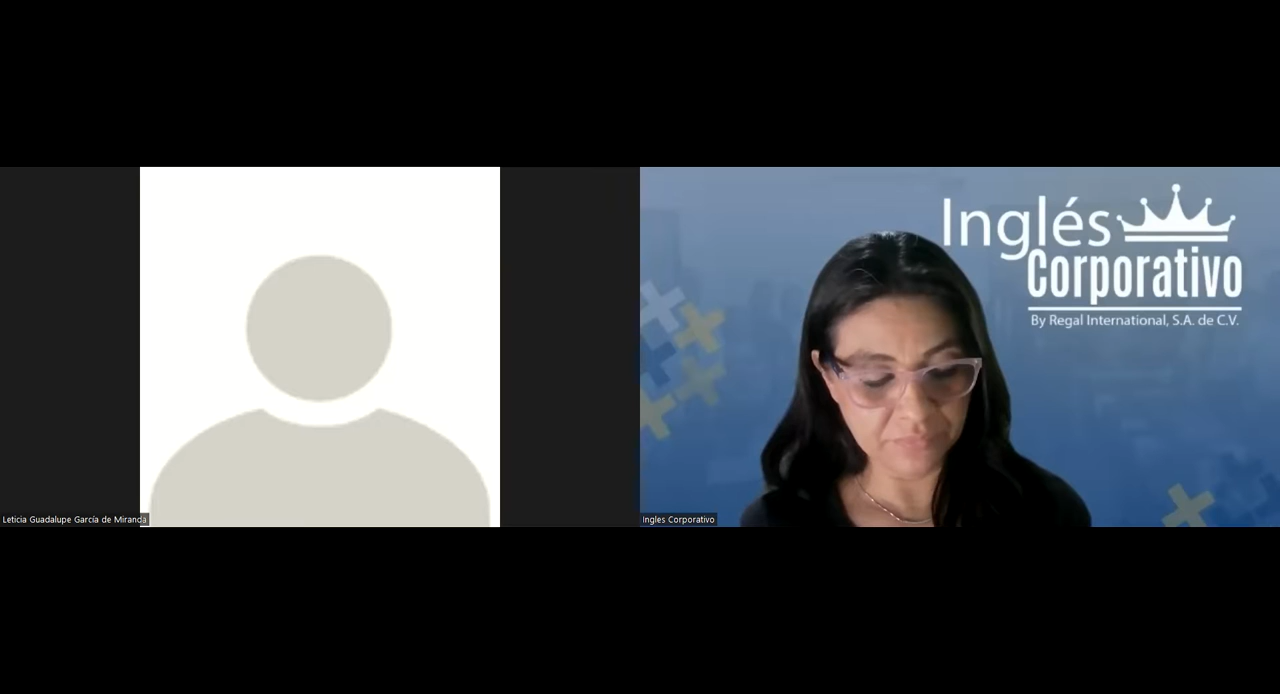 Inglés
Corporativo
By Regal International, S.A. de C.V.
Leticia Guadalupe García de Miranda
Ingles Corporativo